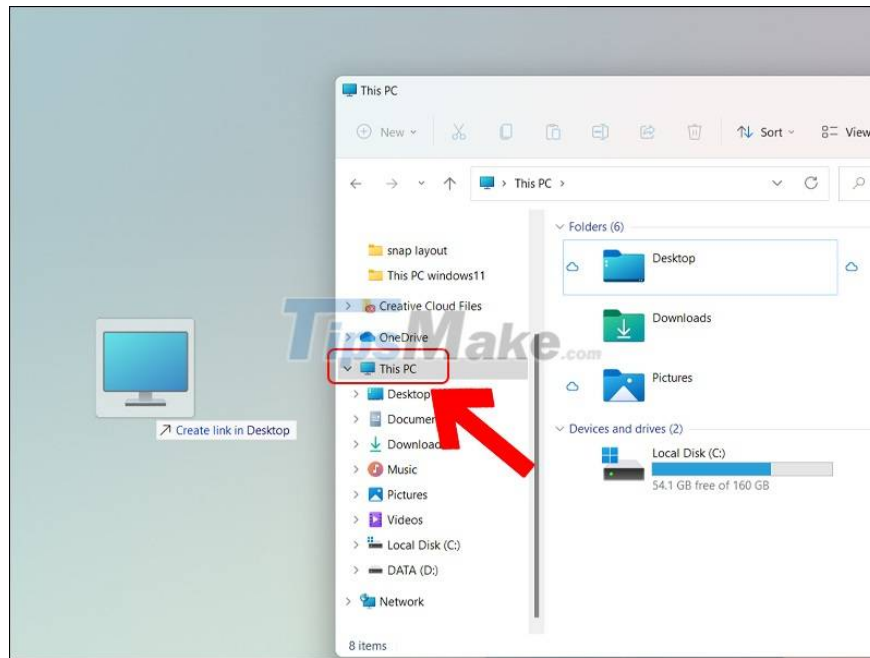 This PC
New
Sort
View
This PC
Folders (6)
snap layout
Desktop
This PC windows11
Creative Cloud Files
Downloads
OneDrive
TipsMake.com
This PC
Pictures
Desktop
Documen
Devices and drives (2)
Download
Local Disk (C:)
Create link in Desktop
Music
54.1 GB free of 160 GB
Pictures
Videos
Local Disk (C:)
DATA (D:)
Network
8 items